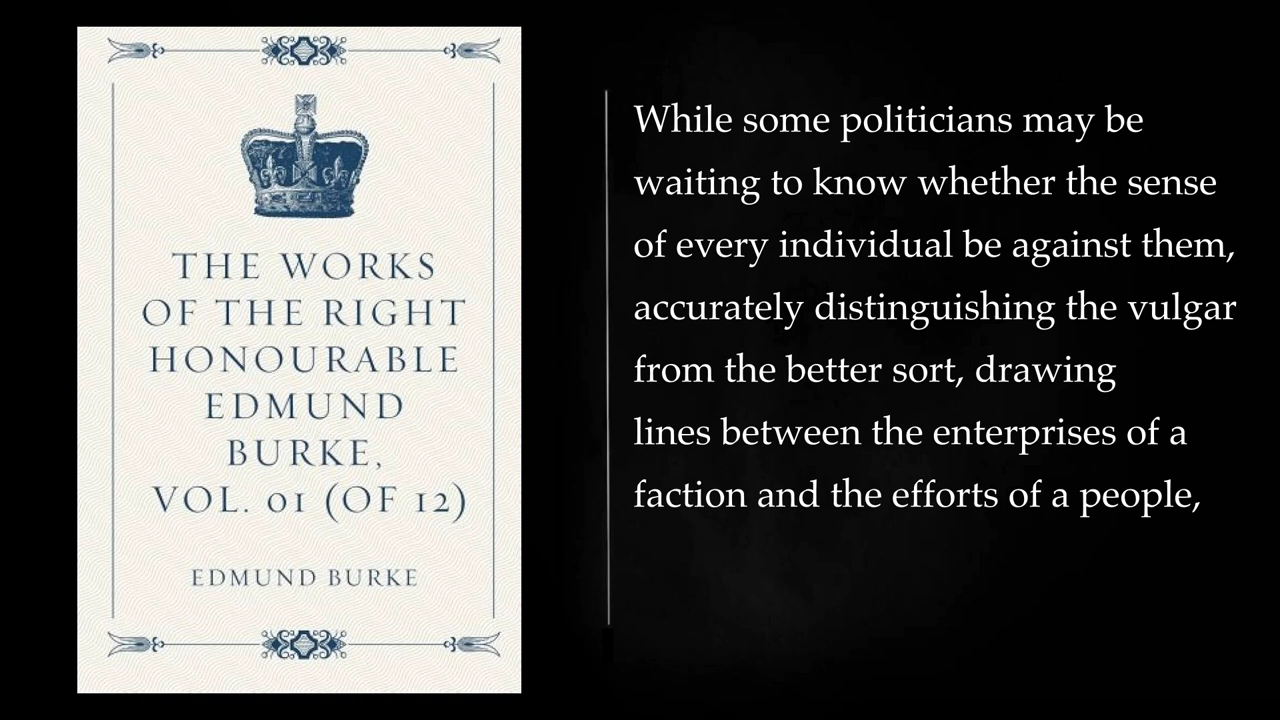 THE WORKS
OF THE RIGHT
HONOURABLE
EDMUND
BURKE,
VOL. 01 (OF 12)
EDMUND BURKE
While some politicians may be
waiting to know whether the sense
of every individual be against them,
accurately distinguishing the vulgar
from the better sort, drawing
lines between the enterprises of a
faction and the efforts of a people,